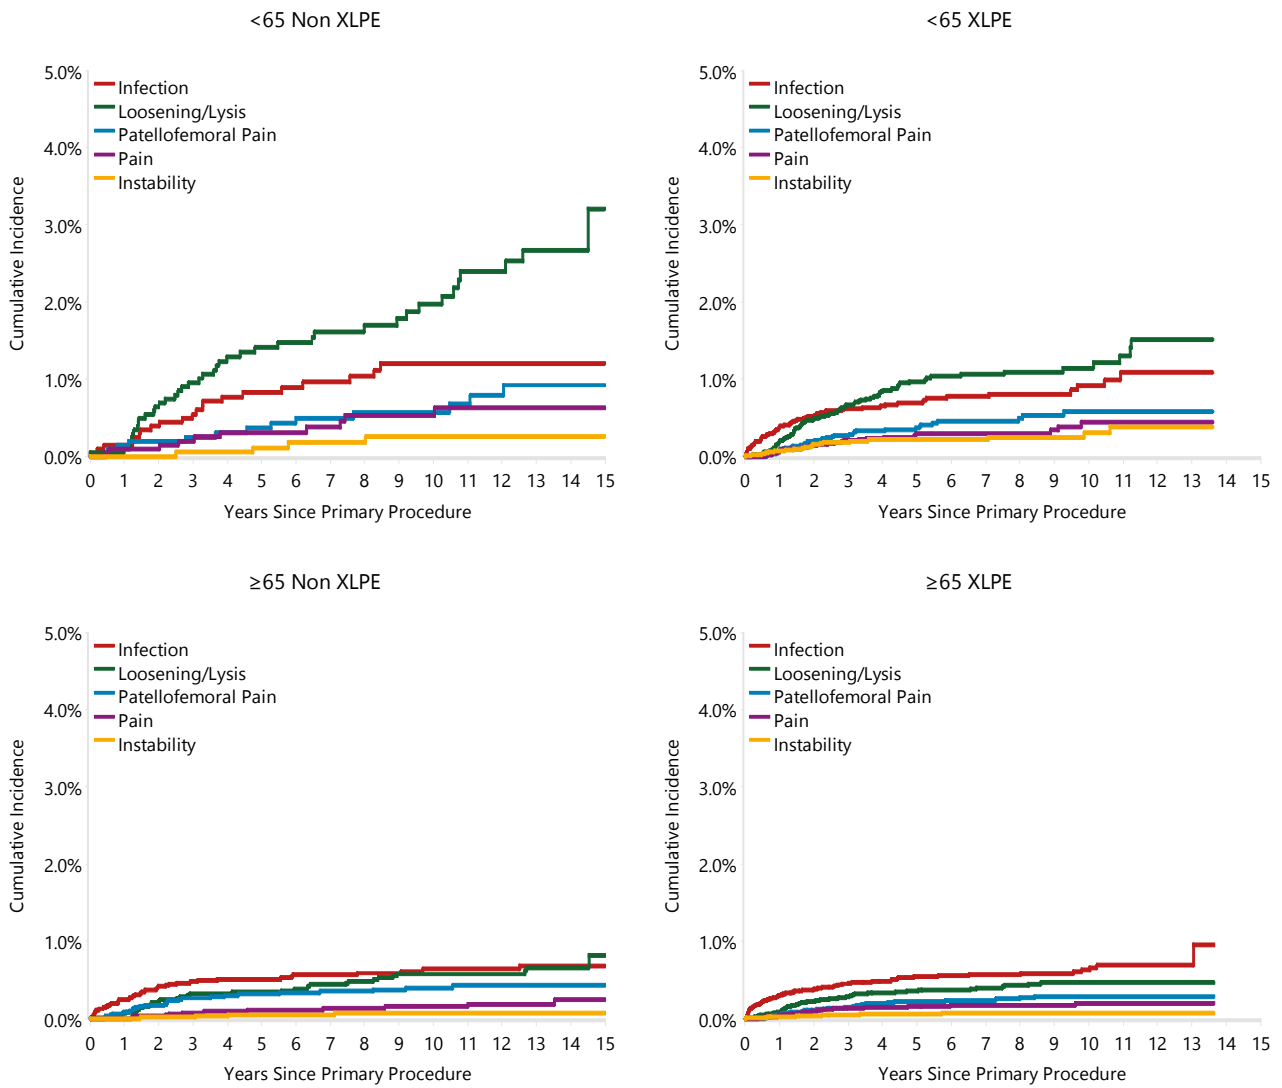 <65 Non XLPE
5.0%
4.0%
3.0%
2.0%
1.0%
0.0%
Cumulative Incidence
Infection
Loosening/Lysis
Patellofemoral Pain
Pain
Instability
0 1 2 3 4 5 6 7 8 9 10 11 12 13 14 15
Years Since Primary Procedure
<65 XLPE
5.0%
4.0%
3.0%
2.0%
1.0%
0.0%
Cumulative Incidence
Infection
Loosening/Lysis
Patellofemoral Pain
Pain
Instability
0 1 2 3 4 5 6 7 8 9 10 11 12 13 14 15
Years Since Primary Procedure
≥65 Non XLPE
5.0%
4.0%
3.0%
2.0%
1.0%
0.0%
Cumulative Incidence
Infection
Loosening/Lysis
Patellofemoral Pain
Pain
Instability
0 1 2 3 4 5 6 7 8 9 10 11 12 13 14 15
Years Since Primary Procedure
≥65 XLPE
5.0%
4.0%
3.0%
2.0%
1.0%
0.0%
Cumulative Incidence
Infection
Loosening/Lysis
Patellofemoral Pain
Pain
Instability
0 1 2 3 4 5 6 7 8 9 10 11 12 13 14 15
Years Since Primary Procedure